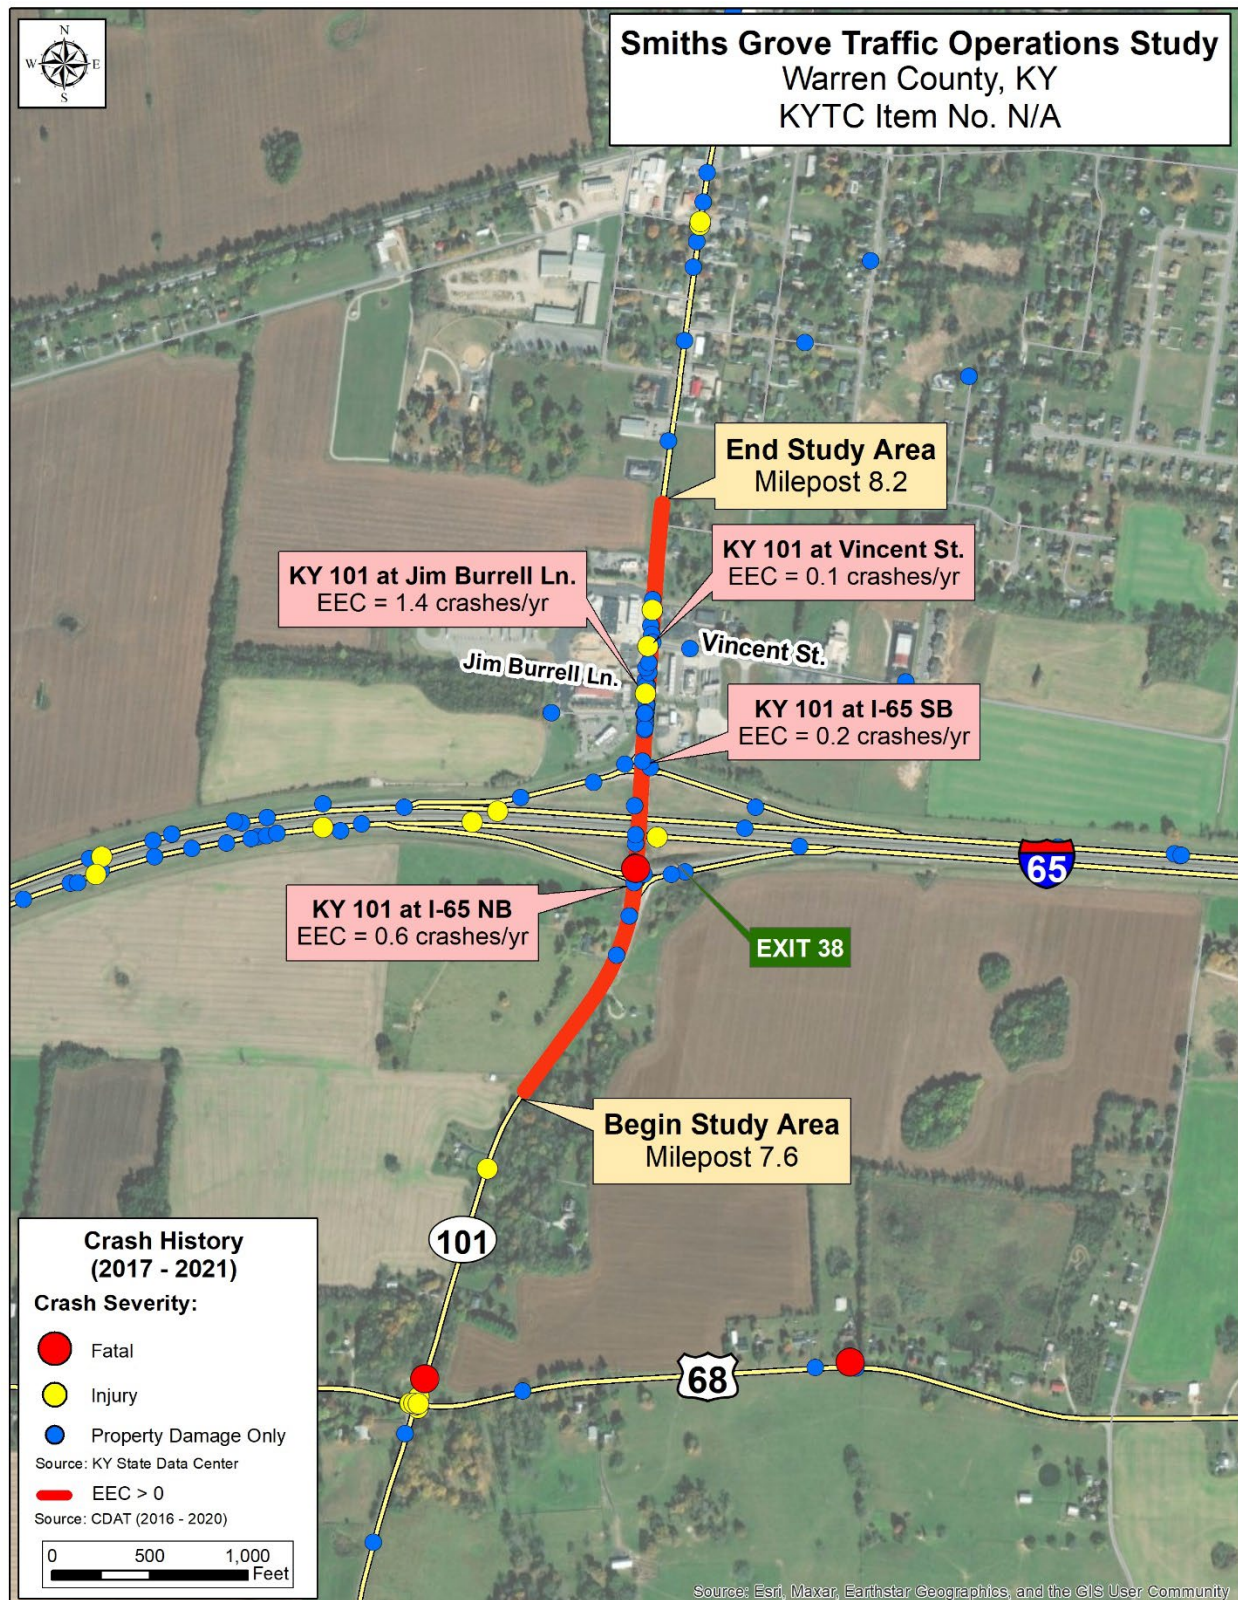 N
W E
S
Smiths Grove Traffic Operations Study
Warren County, KY
KYTC Item No. N/A
End Study Area
Milepost 8.2
KY 101 at Vincent St.
EEC = 0.1 crashes/yr
KY 101 at Jim Burrell Ln.
EEC = 1.4 crashes/yr
Vincent St.
Jim Burrell Ln.
KY 101 at I-65 SB
EEC = 0.2 crashes/yr
65
KY 101 at I-65 NB
EEC = 0.6 crashes/yr
EXIT 38
Begin Study Area
Milepost 7.6
101
68
Crash History
(2017 - 2021)
Crash Severity:
Fatal
Injury
Property Damage Only
Source: KY State Data Center
EEC > 0
Source: CDAT (2016 - 2020)
0 500 1,000
Feet
Source: Esri, Maxar, Earthstar Geographics, and the GIS User Community